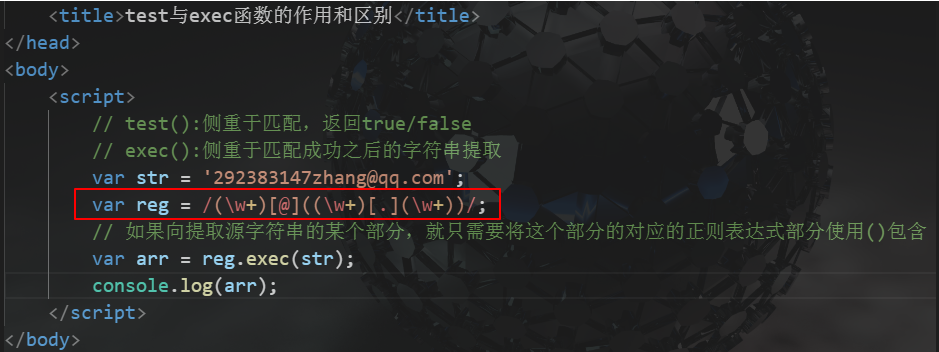 <title>test与exec函数的作用和区别</title>
</head>
<body>
<script>
// test():侧重于匹配，返回true/false
// exec():侧重于匹配成功之后的字符串提取
var str = '292383147zhang@qq.com';
var reg = /(\w+)[@]((\w+)[.](\w+))/;
// 如果向提取源字符串的某个部分，就只需要将这个部分的对应的正则表达式部分使用()包含
var arr = reg.exec(str);
console.log(arr);
</script>
</body>